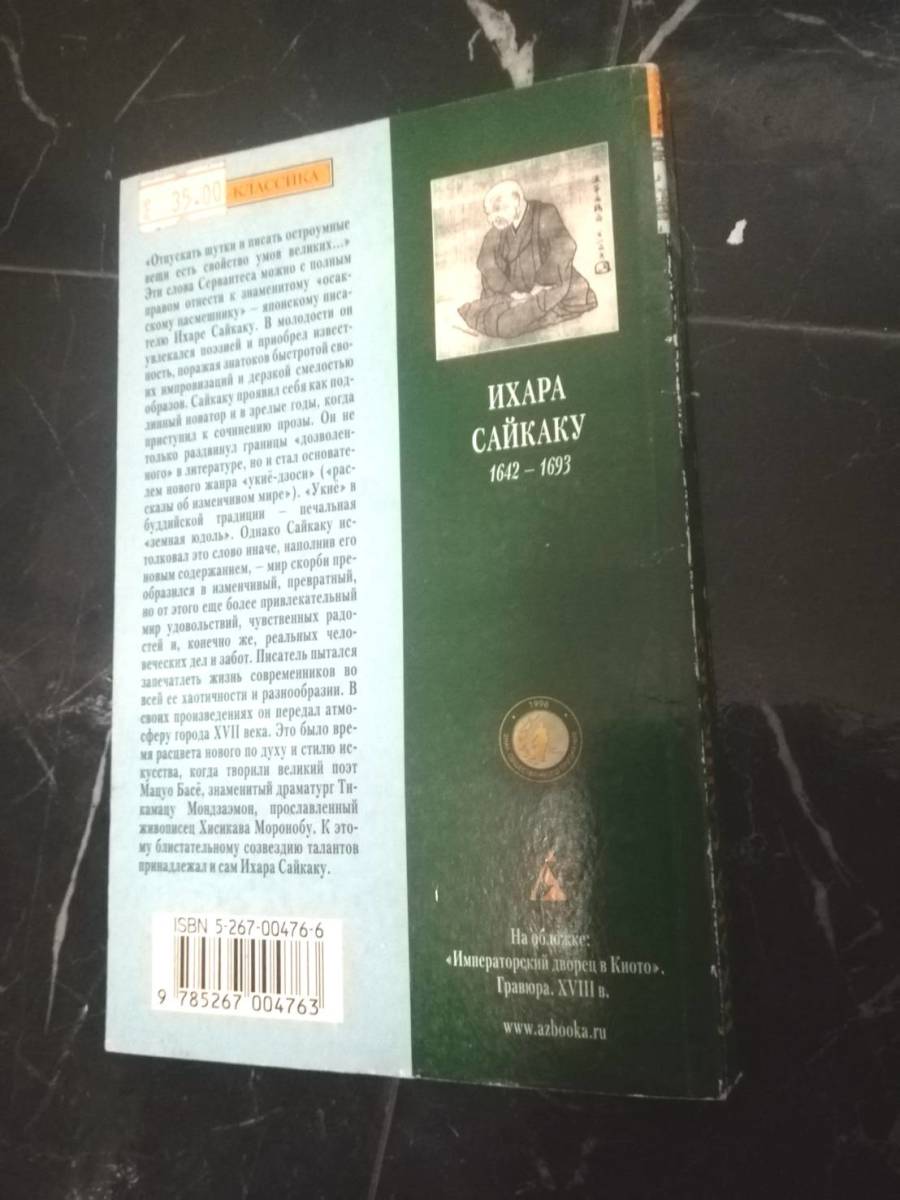 35.00
КЛАССИКА
«Отпускать шутки и писать остроумные
вещи есть свойство умов великих...»
Эти слова Сервантеса можно с полным
правом отнести к знаменитому «осак-
скому насмешнику» – японскому писа-
телю Ихаре Сайкаку. В молодости он
увлекался поэзией и приобрел извест-
ность, поражая знатоков быстротой сво-
их импровизаций и дерзкой смелостью
образов. Сайкаку проявил себя как под-
линный новатор и в зрелые годы, когда
приступил к сочинению прозы. Он не
только раздвинул границы «дозволен-
ного» в литературе, но и стал основате-
лем нового жанра «укиё-дзоси» («рас-
сказы об изменчивом мире»). «Укиё» в
буддийской традиции – печальная
«земная юдоль». Однако Сайкаку ис-
толковал это слово иначе, наполнив его
новым содержанием, – мир скорби пре-
образился в изменчивый, превратный,
но от этого еще более привлекательный
мир удовольствий, чувственных радо-
стей и, конечно же, реальных чело-
веческих дел и забот. Писатель пытался
запечатлеть жизнь современников во
всей ее хаотичности и разнообразии. В
своих произведениях он передал атмо-
сферу города XVII века. Это было вре-
мя расцвета нового по духу и стилю ис-
кусства, когда творили великий поэт
Мацуо Басё, знаменитый драматург Ти-
камацу Мондзаэмон, прославленный
живописец Хисикава Моронобу. К это-
му блистательному созвездию талантов
принадлежал и сам Ихара Сайкаку.
ISBN 5-267-00476-6
9 785267 004763
ИХАРА
САЙКАКУ
1642 – 1693
1996
На обложке:
«Императорский дворец в Киото».
Гравюра. XVIII в.
www.azbooka.ru